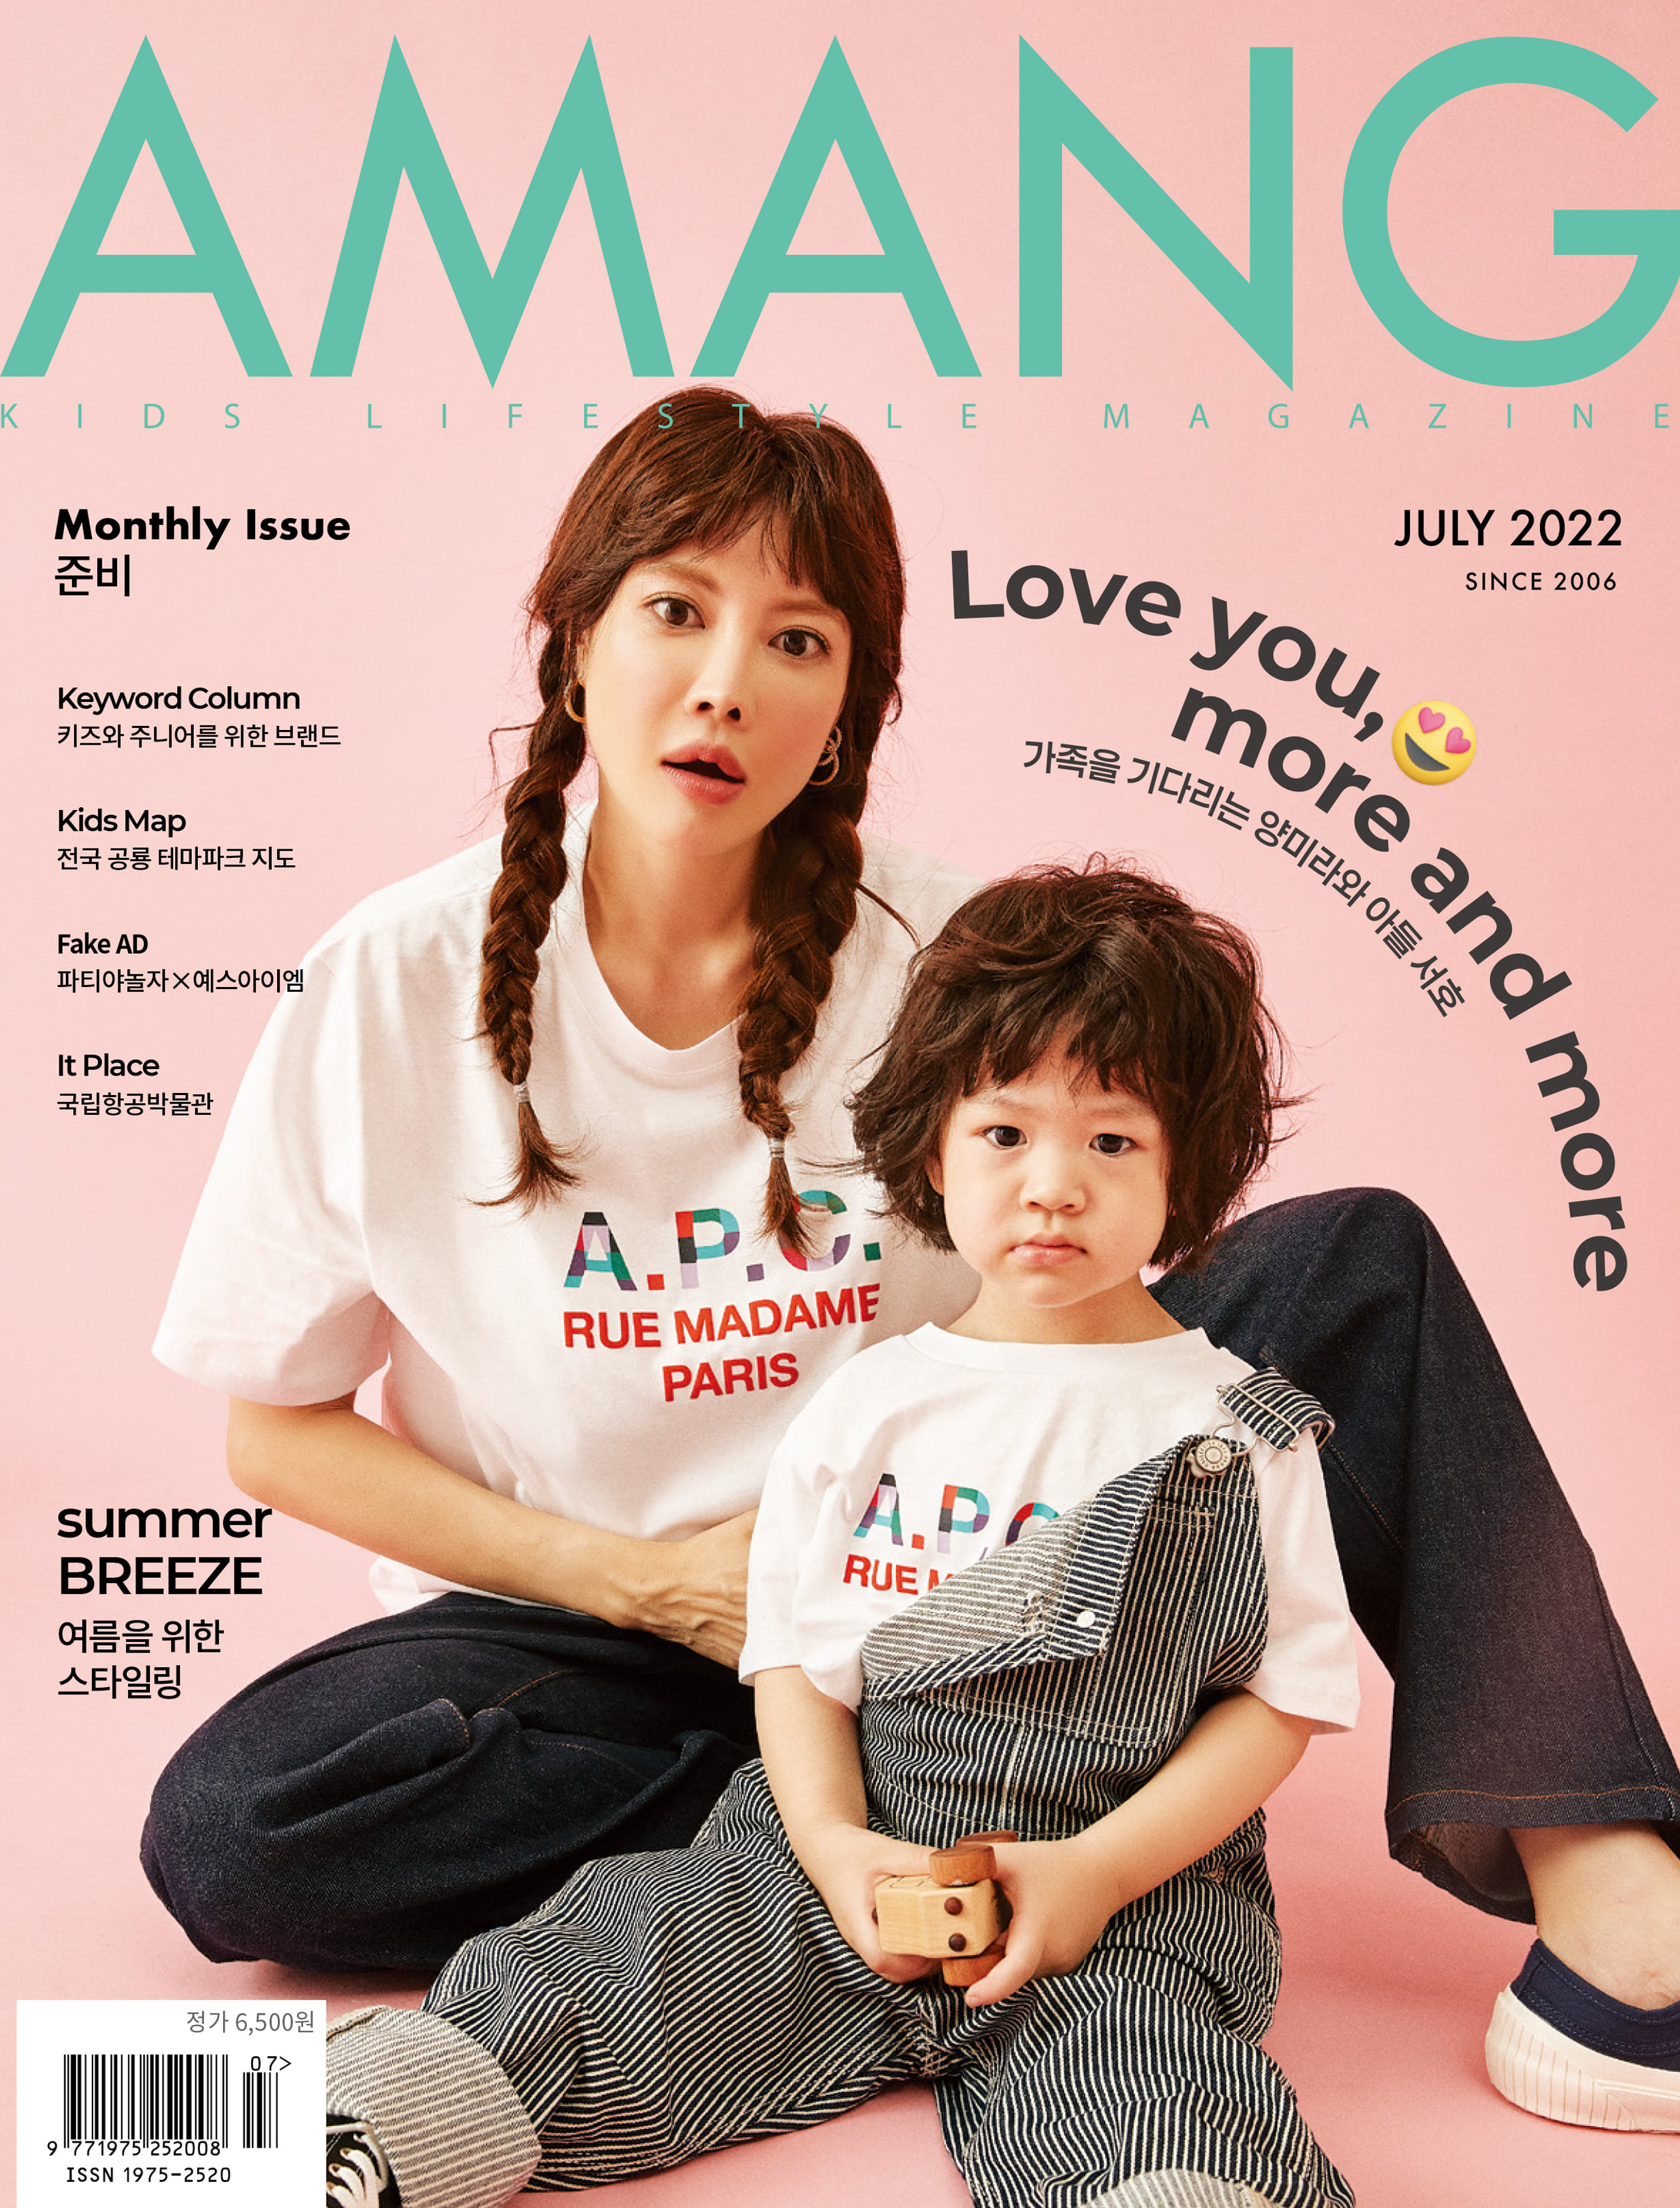 AMANG
KIDS LIFESTYLE MAGAZINE
Monthly Issue
준비
JULY 2022
SINCE 2006
Love you,
more and more
가족을 기다리는 양미라와 아들 서호
Keyword Column
키즈와 주니어를 위한 브랜드
Kids Map
전국 공룡 테마파크 지도
Fake AD
파티야놀자×예스아이엠
It Place
국립항공박물관
A.P.C.
RUE MADAME
PARIS
A.P.C
RUE M
summer
BREEZE
여름을 위한
스타일링
정가 6,500원
07>
9 771975 252008
ISSN 1975-2520